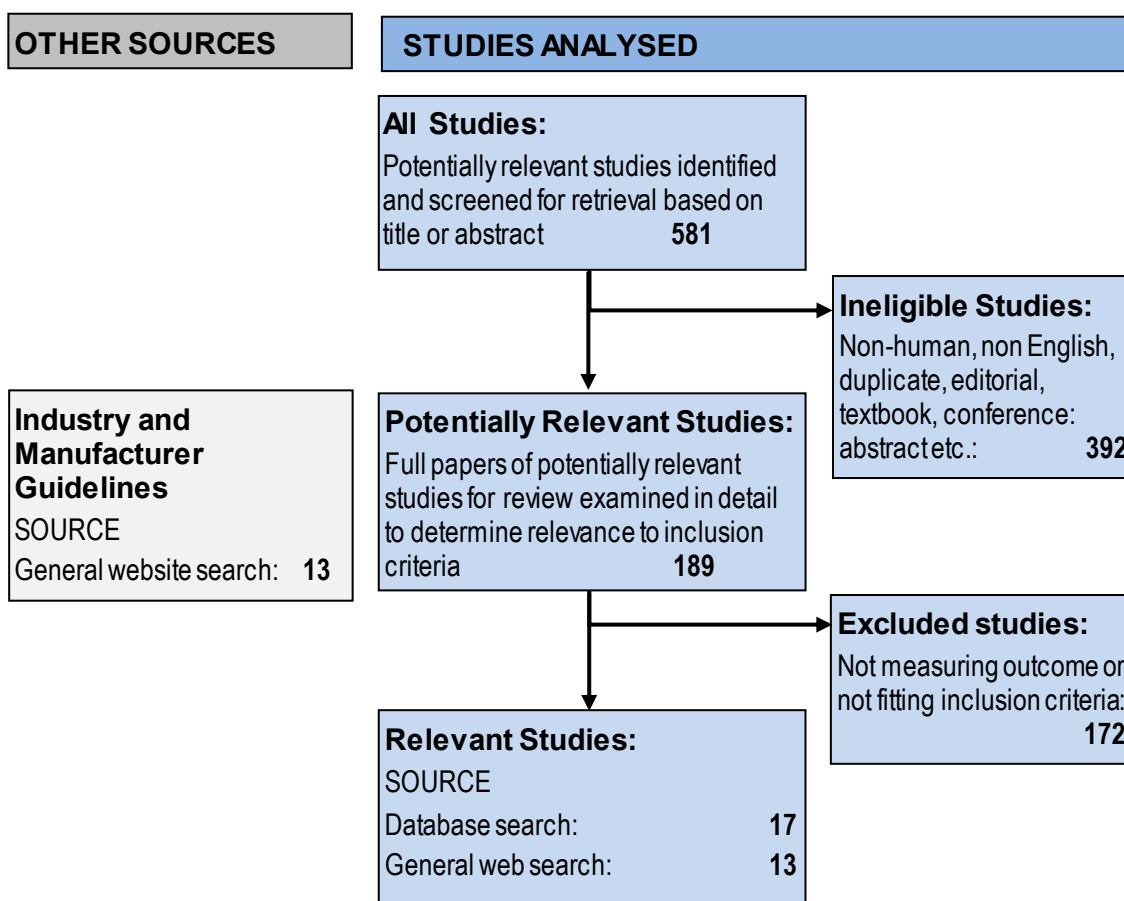 OTHER SOURCES
STUDIES ANALYSED
All Studies:
Potentially relevant studies identified
and screened for retrieval based on
title or abstract 581
Ineligible Studies:
Non-human, non English,
duplicate, editorial,
textbook, conference:
abstract etc.: 392
Industry and
Manufacturer
Guidelines
SOURCE
General website search: 13
Potentially Relevant Studies:
Full papers of potentially relevant
studies for review examined in detail
to determine relevance to inclusion
criteria 189
Excluded studies:
Not measuring outcome or
not fitting inclusion criteria:
172
Relevant Studies:
SOURCE
Database search: 17
General web search: 13